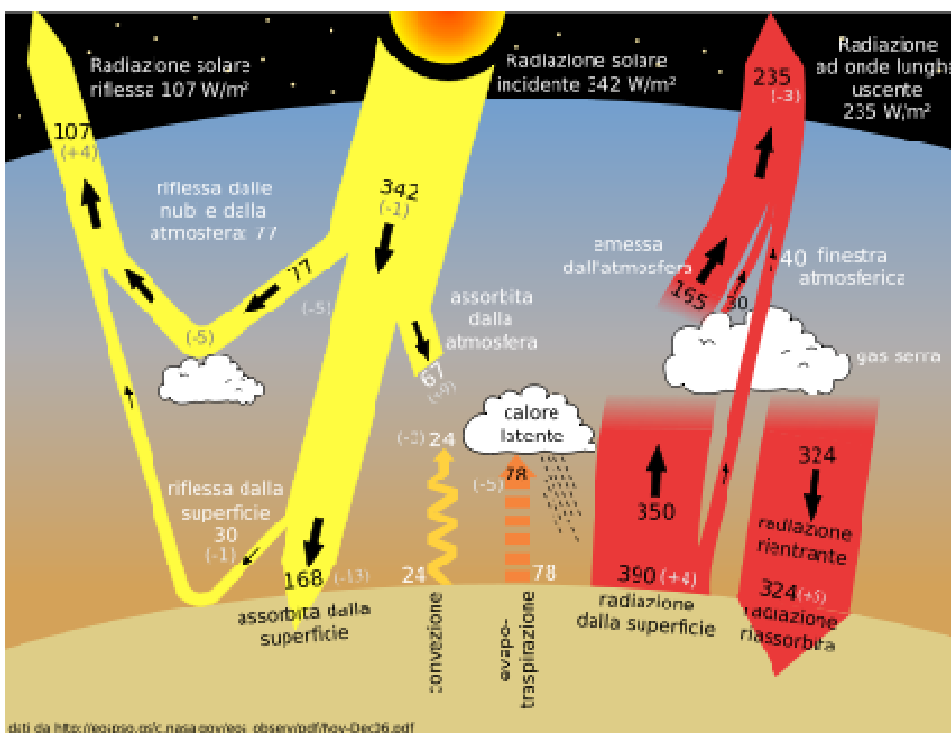 Radiazione solare
riflessa 107 W/m²
Radiazione solare
incidente 342 W/m²
Radiazione
ad onde lungha
uscente
235 W/m²
235
(-3)
107
(+4)
342
(-1)
riflessa dalle
nubi e dalla
atmosfera: 77
77
(-5)
(-5)
emessa
dall'atmosfera
165
30
40
finestra
atmosferica
assorbita
dalla
atmosfera
67
(+9)
gas serra
calore
latente
24
78
(-5)
riflessa dalla
superficie
30
(-1)
350
324
radiazione
rientrante
168 (-13)
assorbita dalla
superficie
24
convezione
78
evapo-
traspirazione
390 (+4)
radiazione
dalla superficie
324 (+5)
radiazione
riassorbita